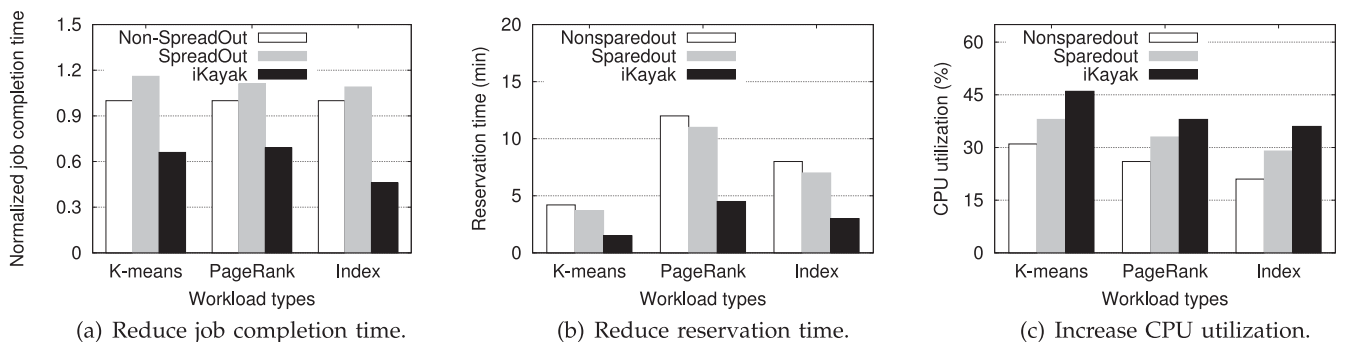 Normalized job completion time
1.5
1.2
0.9
0.6
0.3
0
Non-SpreadOut
SpreadOut
iKayak
K-means PageRank Index
Workload types
(a) Reduce job completion time.
Reservation time (min)
20
15
10
5
0
Nonsparedout
Sparedout
iKayak
K-means PageRank Index
Workload types
(b) Reduce reservation time.
CPU utilization (%)
60
45
30
15
0
Nonsparedout
Sparedout
iKayak
K-means PageRank Index
Workload types
(c) Increase CPU utilization.